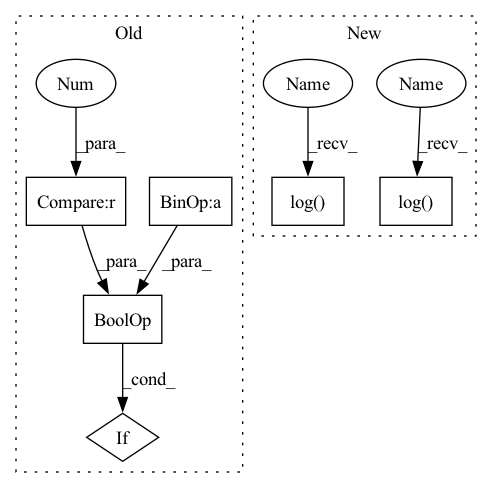 Old
New
Num
Name
Name
_para_
_recv_
_recv_
Compare:r
BinOp:a
log()
log()
_para_
_para_
BoolOp
_cond_
If